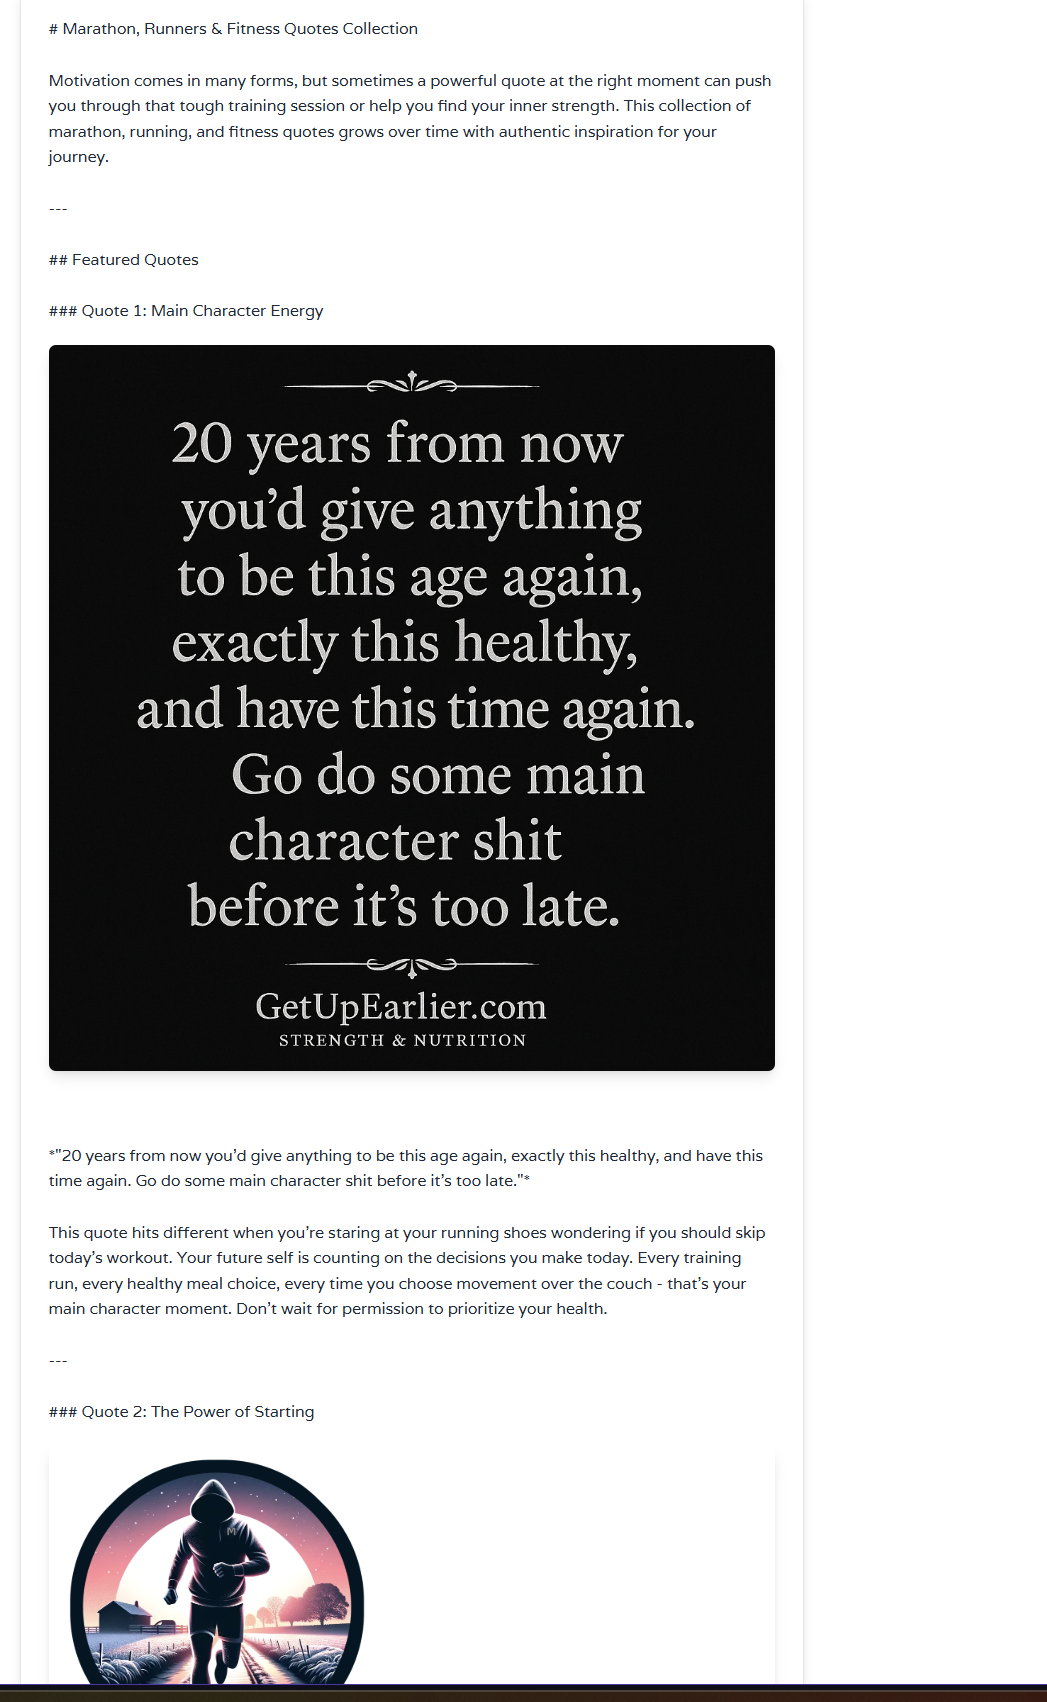 # Marathon, Runners & Fitness Quotes Collection
Motivation comes in many forms, but sometimes a powerful quote at the right moment can push
you through that tough training session or help you find your inner strength. This collection of
marathon, running, and fitness quotes grows over time with authentic inspiration for your
journey.
---
## Featured Quotes
### Quote 1: Main Character Energy
20 years from now
you’d give anything
to be this age again,
exactly this healthy,
and have this time again.
Go do some main
character shit
before it’s too late.
GetUpEarlier.com
STRENGTH & NUTRITION
*"20 years from now you’d give anything to be this age again, exactly this healthy, and have this
time again. Go do some main character shit before it’s too late."*
This quote hits different when you’re staring at your running shoes wondering if you should skip
today’s workout. Your future self is counting on the decisions you make today. Every training
run, every healthy meal choice, every time you choose movement over the couch - that’s your
main character moment. Don’t wait for permission to prioritize your health.
---
### Quote 2: The Power of Starting
M